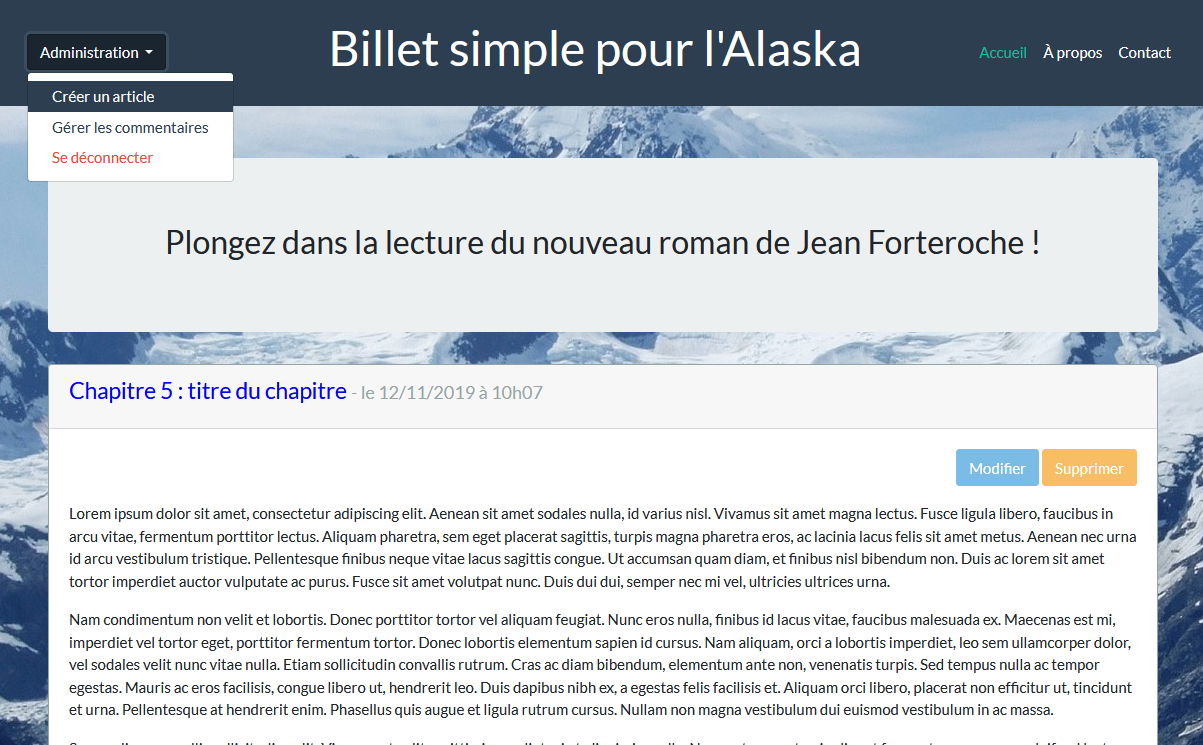 Administration
Billet simple pour l'Alaska
Accueil À propos Contact
Créer un article
Gérer les commentaires
Se déconnecter
Plongez dans la lecture du nouveau roman de Jean Forteroche !
Chapitre 5 : titre du chapitre - le 12/11/2019 à 10h07
Modifier Supprimer
Lorem ipsum dolor sit amet, consectetur adipiscing elit. Aenean sit amet sodales nulla, id varius nisl. Vivamus sit amet magna lectus. Fusce ligula libero, faucibus in
arcu vitae, fermentum porttitor lectus. Aliquam pharetra, sem eget placerat sagittis, turpis magna pharetra eros, ac lacinia lacus felis sit amet metus. Aenean nec urna
id arcu vestibulum tristique. Pellentesque finibus neque vitae lacus sagittis congue. Ut accumsan quam diam, et finibus nisl bibendum non. Duis ac lorem sit amet
tortor imperdiet auctor vulputate ac purus. Fusce sit amet volutpat nunc. Duis dui dui, semper nec mi vel, ultricies ultrices urna.
Nam condimentum non velit et lobortis. Donec porttitor tortor vel aliquam feugiat. Nunc eros nulla, finibus id lacus vitae, faucibus malesuada ex. Maecenas est mi,
imperdiet vel tortor eget, porttitor fermentum tortor. Donec lobortis elementum sapien id cursus. Nam aliquam, orci a lobortis imperdiet, leo sem ullamcorper dolor,
vel sodales velit nunc vitae nulla. Etiam sollicitudin convallis rutrum. Cras ac diam bibendum, elementum ante non, venenatis turpis. Sed tempus nulla ac tempor
egestas. Mauris ac eros facilisis, congue libero ut, hendrerit leo. Duis dapibus nibh ex, a egestas felis facilisis et. Aliquam orci libero, placerat non efficitur ut, tincidunt
et urna. Pellentesque at hendrerit enim. Phasellus quis augue et ligula rutrum cursus. Nullam non magna vestibulum dui euismod vestibulum in ac massa.